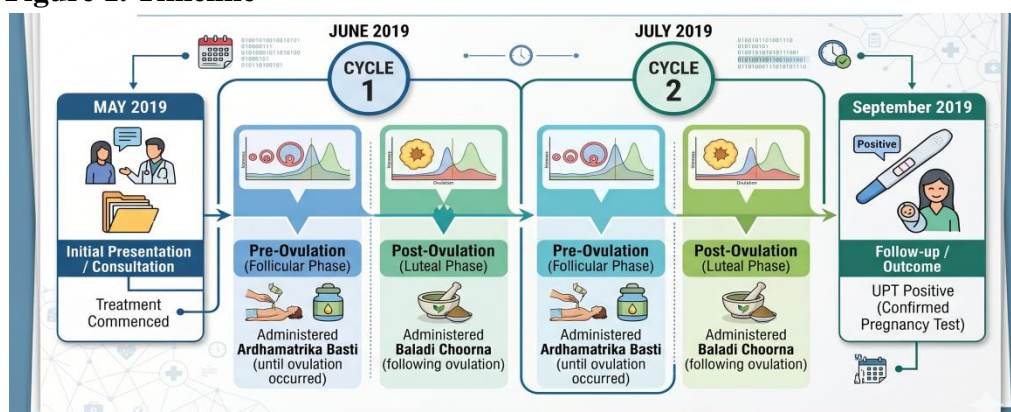 JUNE 2019
CYCLE
1
JULY 2019
CYCLE
2
MAY 2019
Initial Presentation
/ Consultation
Treatment
Commenced
Ovulation
Pre-Ovulation
(Follicular Phase)
Administered
Ardhamatrika Basti
(until ovulation
occurred)
Ovulation
Post-Ovulation
(Luteal Phase)
Administered
Baladi Choorna
(following ovulation)
Pre-Ovulation
(Follicular Phase)
Administered
Ardhamatrika Basti
(until ovulation
occurred)
Post-Ovulation
(Luteal Phase)
Administered
Baladi Choorna
(following ovulation)
September 2019
Positive
Follow-up /
Outcome
UPT Positive
(Confirmed
Pregnancy Test)